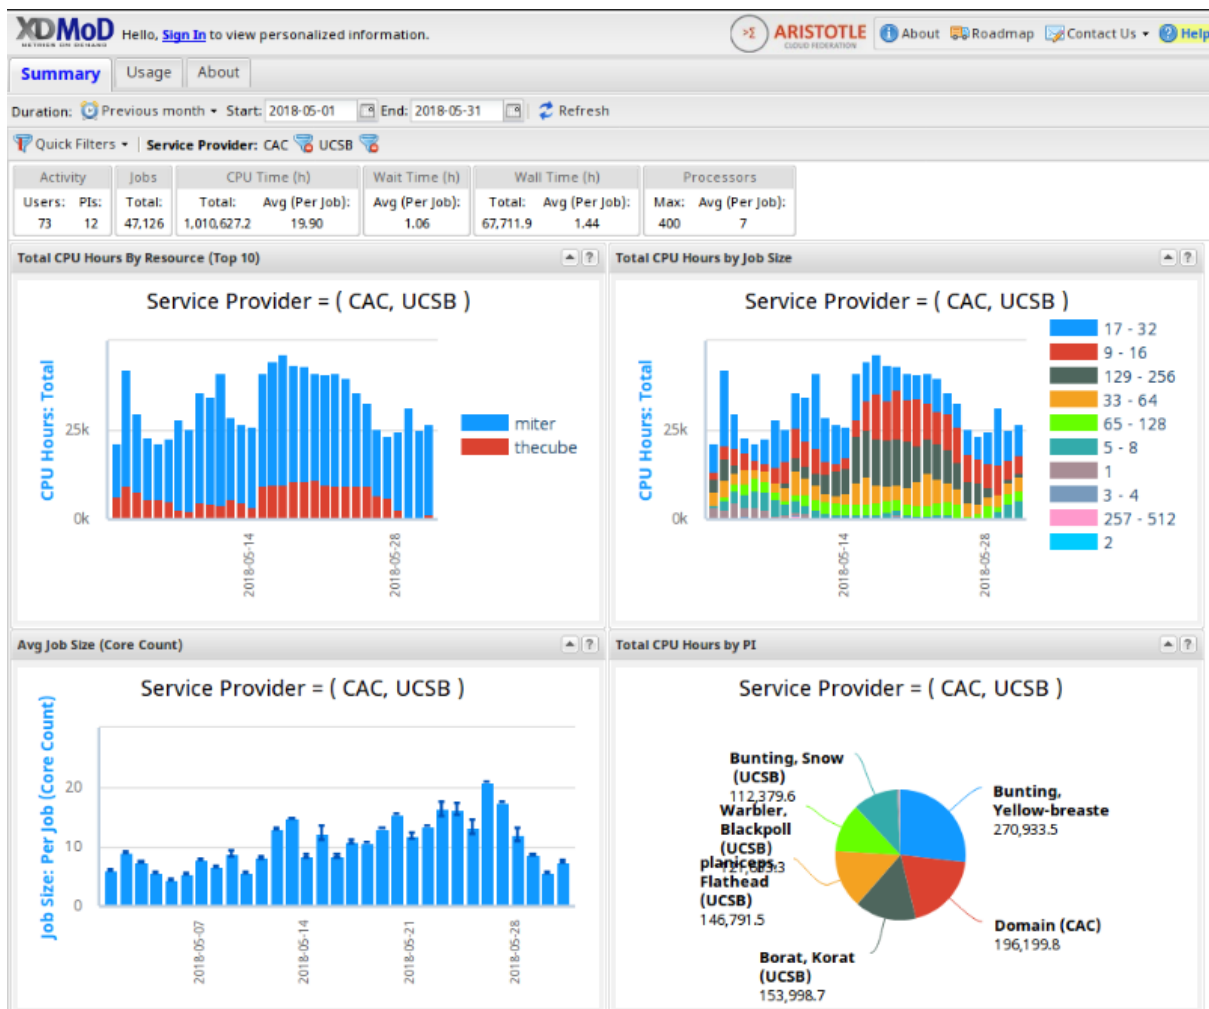 XDMoD
METRICS ON DEMAND
Hello, Sign In to view personalized information.
>Σ ARISTOTLE
CLOUD FEDERATION
About Roadmap Contact Us Help
Summary Usage About
Duration: Previous month Start: 2018-05-01 End: 2018-05-31 Refresh
Quick Filters Service Provider: CAC UCSB
Activity Jobs CPU Time (h) Wait Time (h) Wall Time (h) Processors
Users: PIs: Total: Total: Avg (Per Job): Avg (Per Job): Total: Avg (Per Job): Max: Avg (Per Job):
73 12 47,126 1,010,627.2 19.90 1.06 67,711.9 1.44 400 7
Total CPU Hours By Resource (Top 10)
Service Provider = ( CAC, UCSB )
CPU Hours: Total
25k
0k
2018-05-14
2018-05-28
miter
thecube
Total CPU Hours by Job Size
Service Provider = ( CAC, UCSB )
CPU Hours: Total
25k
0k
2018-05-14
2018-05-28
17 - 32
9 - 16
129 - 256
33 - 64
65 - 128
5 - 8
1
3 - 4
257 - 512
2
Avg Job Size (Core Count)
Service Provider = ( CAC, UCSB )
Job Size: Per Job (Core Count)
20
10
0
2018-05-07
2018-05-14
2018-05-21
2018-05-28
Total CPU Hours by PI
Service Provider = ( CAC, UCSB )
Bunting, Snow
(UCSB)
112,379.6
Warbler,
Blackpoll
(UCSB)
planiceps,
Flathead
(UCSB)
146,791.5
Borat, Korat
(UCSB)
153,998.7
Domain (CAC)
196,199.8
Bunting,
Yellow-breaste
270,933.5